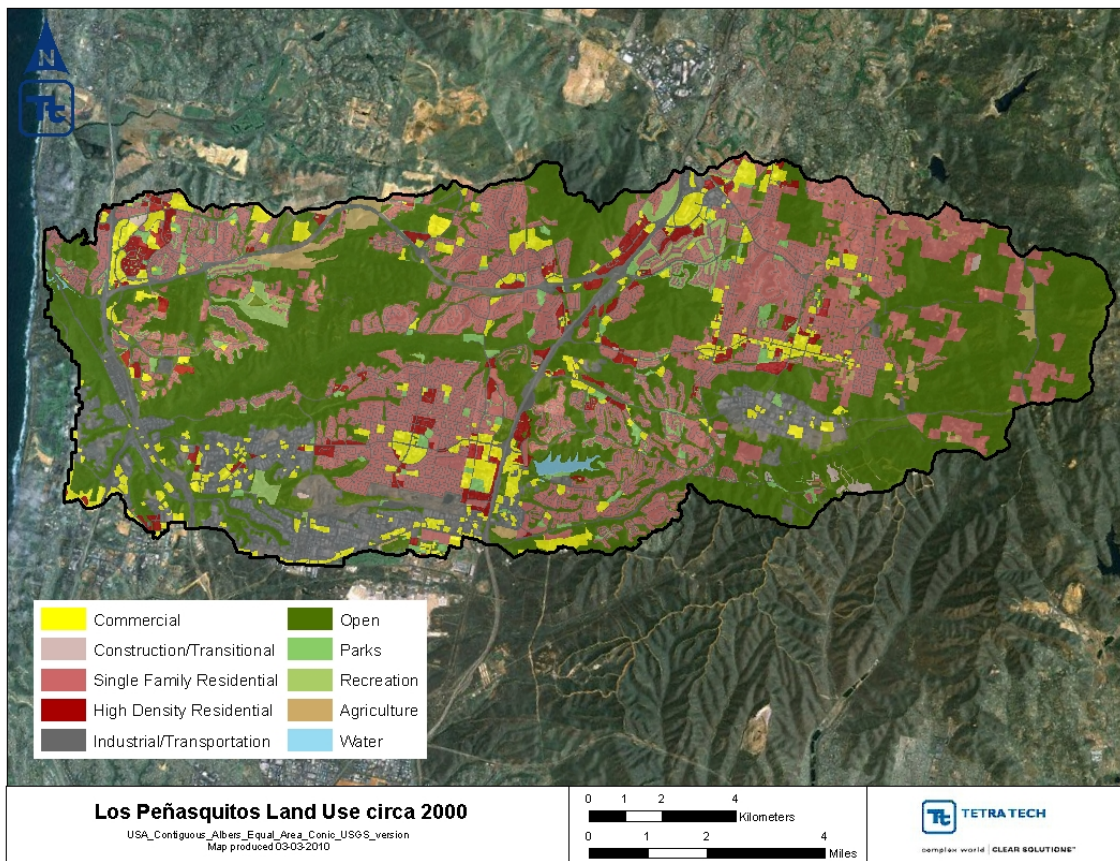 N
Tt
Commercial
Construction/Transitional
Single Family Residential
High Density Residential
Industrial/Transportation
Open
Parks
Recreation
Agriculture
Water
Los Peñasquitos Land Use circa 2000
USA_Contiguous_Albers_Equal_Area_Conic_USGS_version
Map produced 03-03-2010
0 1 2 4
Kilometers
0 1 2 4
Miles
Tt TETRA TECH
complex world | CLEAR SOLUTIONS™